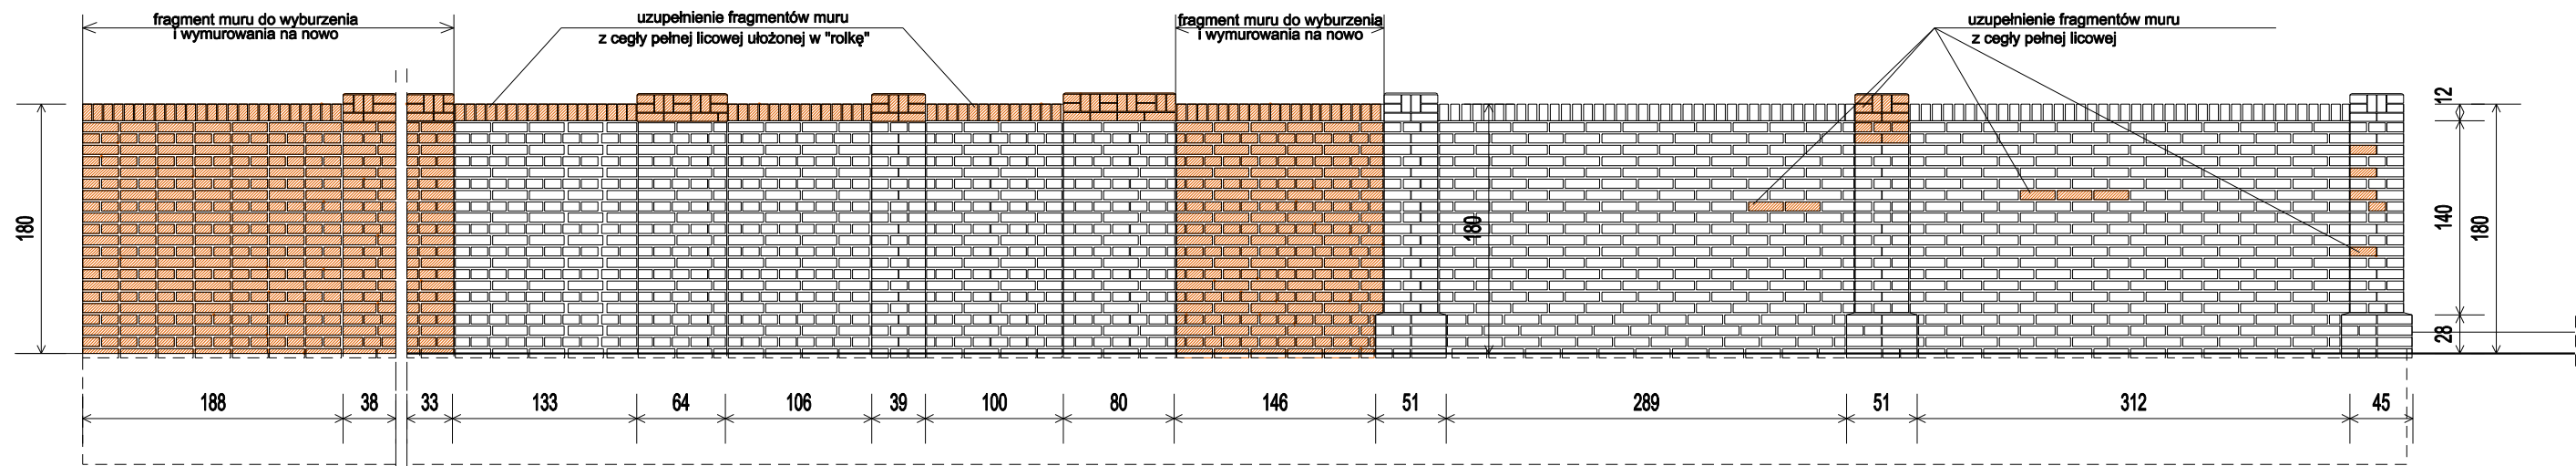 fragment muru do wyburzenia
i wymurowania na nowo
uzupełnienie fragmentów muru
z cegły pełnej licowej ułożonej w "rolkę"
fragment muru do wyburzenia
i wymurowania na nowo
uzupełnienie fragmentów muru
z cegły pełnej licowej
180
180
12
140
28
180
188 38 33 133 64 106 39 100 80 146 51 289 51 312 45